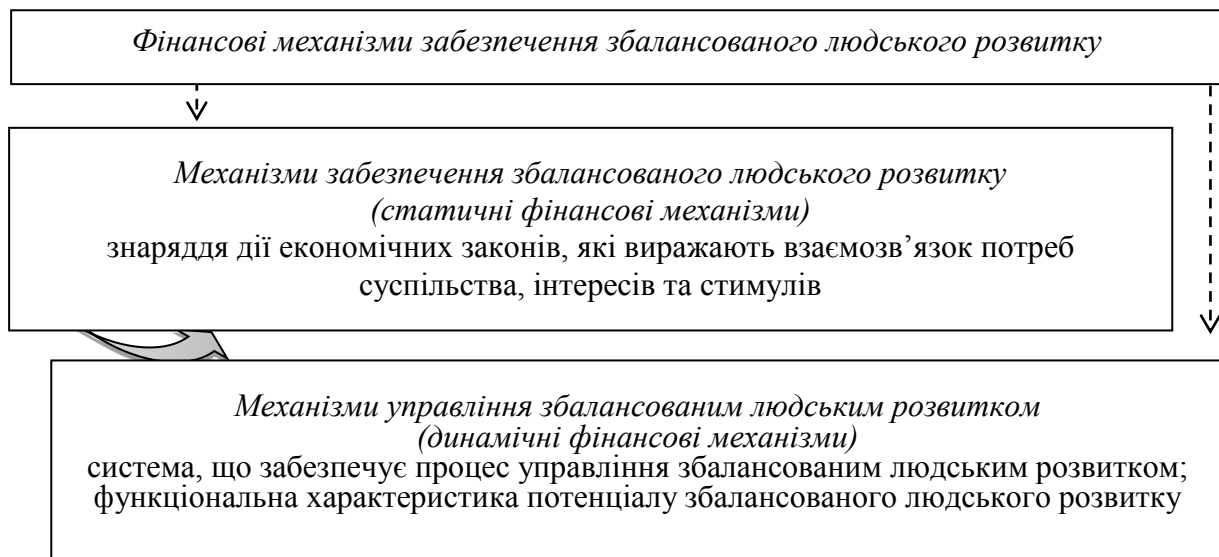 Фінансові механізми забезпечення збалансованого людського розвитку
Механізми забезпечення збалансованого людського розвитку
(статичні фінансові механізми)
знаряддя дії економічних законів, які виражають взаємозв’язок потреб
суспільства, інтересів та стимулів
Механізми управління збалансованим людським розвитком
(динамічні фінансові механізми)
система, що забезпечує процес управління збалансованим людським розвитком;
функціональна характеристика потенціалу збалансованого людського розвитку